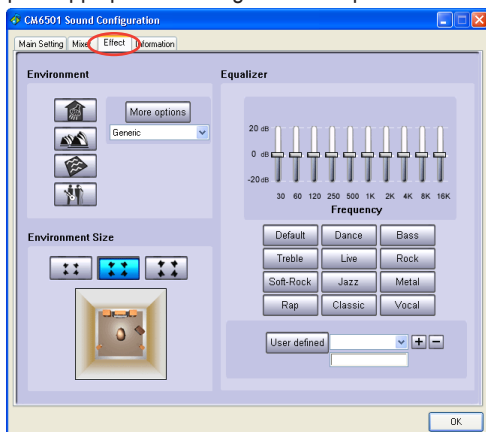 CM6501 Sound Configuration
Main Setting Mixer Effect Information
Environment
More options
Generic
Environment Size
Equalizer
20 dB
0 dB
-20 dB
30 60 120 250 500 1K 2K 4K 8K 16K
Frequency
Default Dance Bass
Treble Live Rock
Soft-Rock Jazz Metal
Rap Classic Vocal
User defined
OK